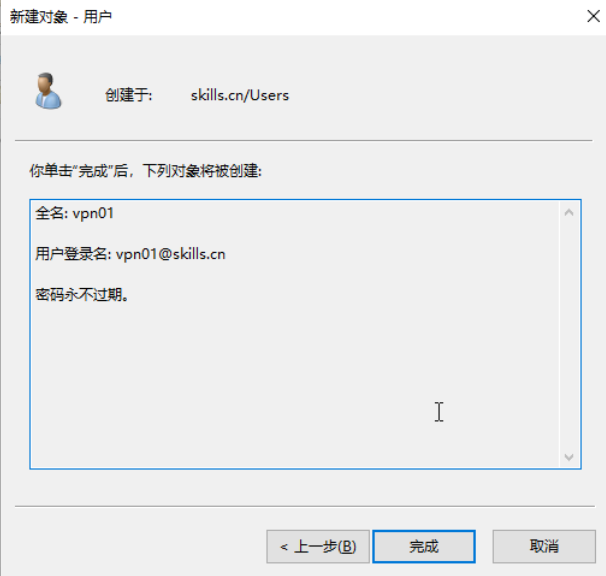 新建对象 - 用户
创建于: skills.cn/Users
你单击"完成"后，下列对象将被创建:
全名: vpn01
用户登录名: vpn01@skills.cn
密码永不过期。
< 上一步(B) 完成 取消